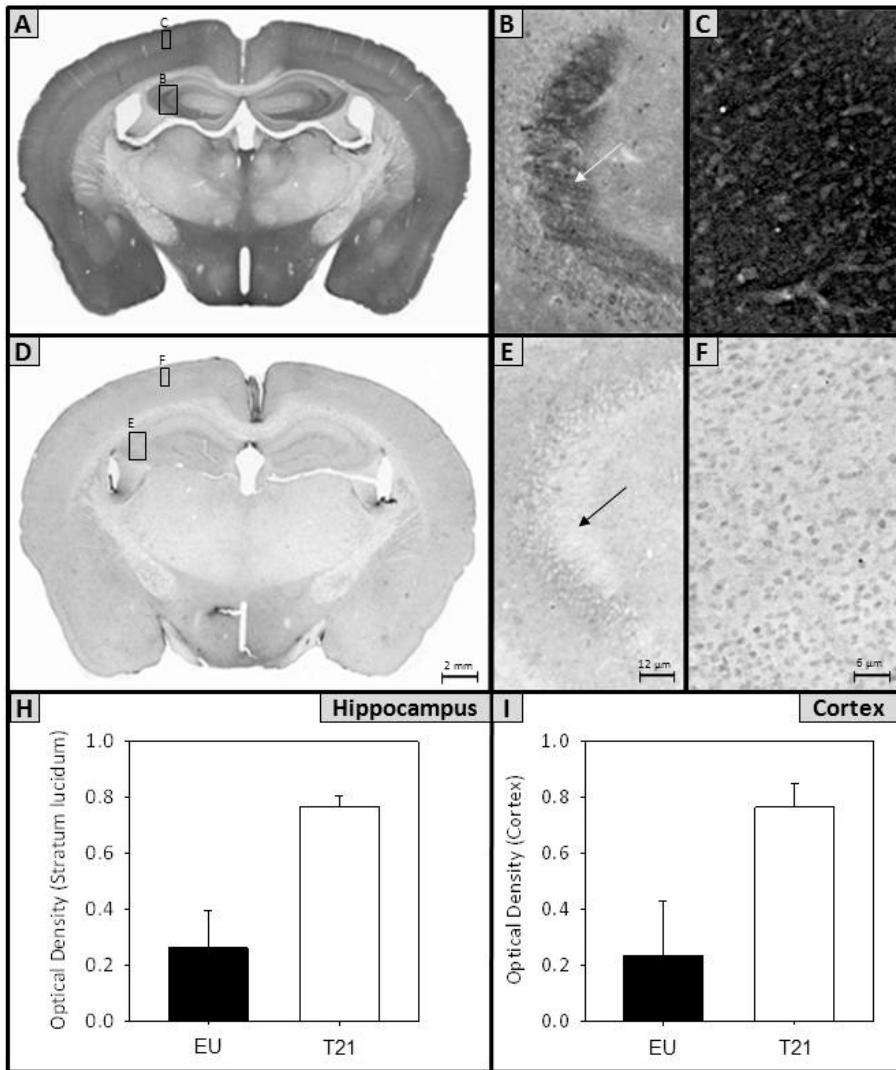 A
C
B
B
C
D
F
E
2 mm
E
12 µm
F
6 µm
H
Hippocampus
Optical Density (Stratum lucidum)
1.0
0.8
0.6
0.4
0.2
0.0
EU
T21
I
Cortex
Optical Density (Cortex)
1.0
0.8
0.6
0.4
0.2
0.0
EU
T21